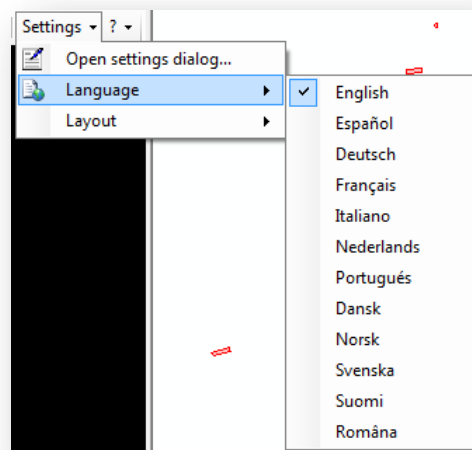 Settings ?
Open settings dialog...
Language
Layout
English
Español
Deutsch
Français
Italiano
Nederlands
Portugués
Dansk
Norsk
Svenska
Suomi
Româna